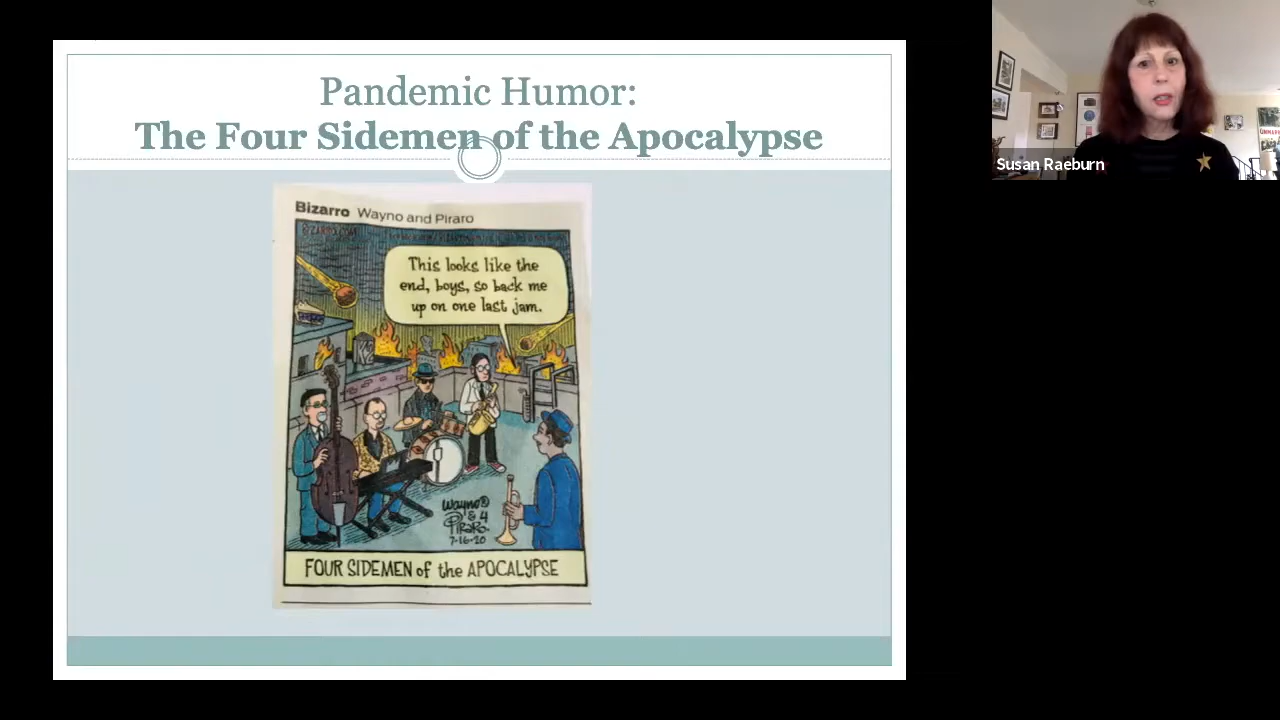 Pandemic Humor:
The Four Sidemen of the Apocalypse
Susan Raeburn
Bizarro Wayno and Piraro
BIZARRO.COM
This looks like the
end, boys, so back me
up on one last jam.
Wayno®
& 4
Piraro.
7-16-20
FOUR SIDEMEN of the APOCALYPSE